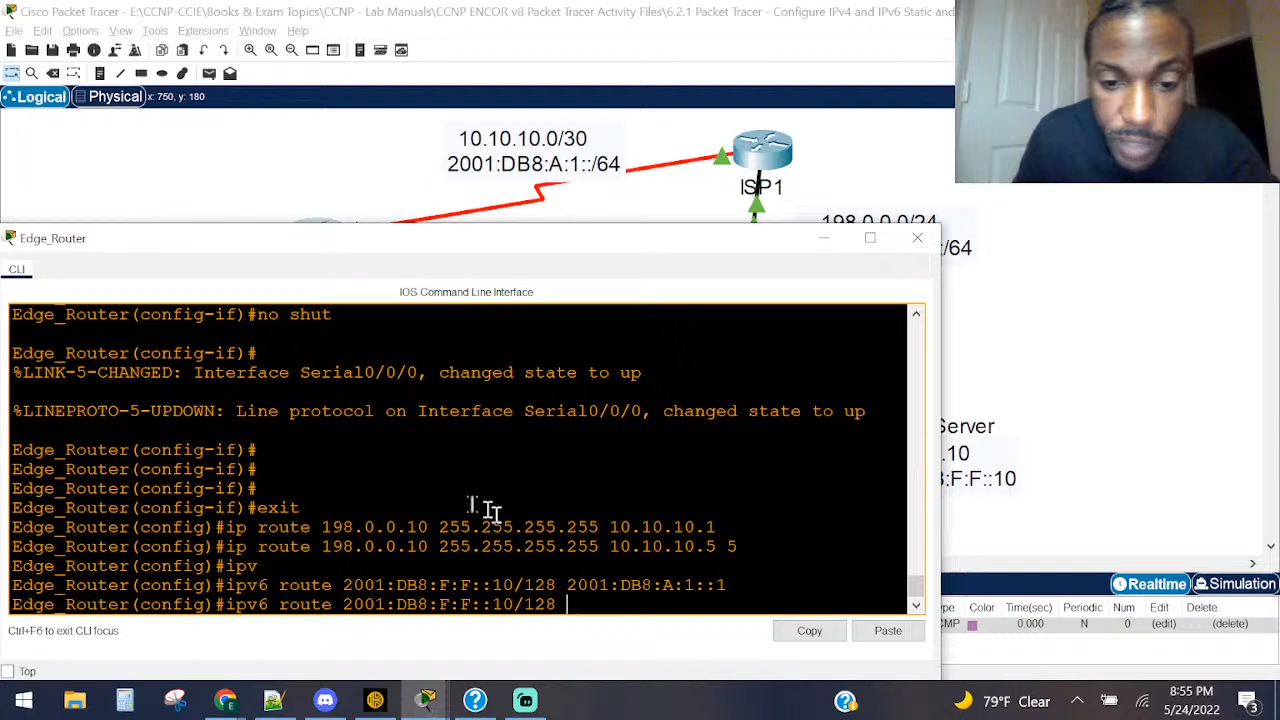 Cisco Packet Tracer - E:\CCNP-CCIE\Books & Exam Topics\CCNP - Lab Manuals\CCNP ENCOR v8 Packet Tracer Activity Files\6.2.1 Packet Tracer - Configure IPv4 and IPv6 Static and
File Edit Options View Tools Extensions Window Help
Logical Physical x: 750, y: 180
10.10.10.0/30
2001:DB8:A:1::/64
ISP1
198.0.0.0/24
:/64
Edge_Router
CLI
IOS Command Line Interface
Edge_Router(config-if)#no shut
Edge_Router(config-if)#
%LINK-5-CHANGED: Interface Serial0/0/0, changed state to up
%LINEPROTO-5-UPDOWN: Line protocol on Interface Serial0/0/0, changed state to up
Edge_Router(config-if)#
Edge_Router(config-if)#
Edge_Router(config-if)#
Edge_Router(config-if)#exit
Edge_Router(config)#ip route 198.0.0.10 255.255.255.255 10.10.10.1
Edge_Router(config)#ip route 198.0.0.10 255.255.255.255 10.10.10.5 5
Edge_Router(config)#ipv
Edge_Router(config)#ipv6 route 2001:DB8:F:F::10/128 2001:DB8:A:1::1
Edge_Router(config)#ipv6 route 2001:DB8:F:F::10/128
Server
.10
B:F:F::10
Ctrl+F6 to exit CLI focus
Copy
Paste
Top
Realtime
Simulation
ype Color Time(sec) Periodic Num Edit Delete
CMP 0.000 N 0 (edit) (delete)
79°F Clear
8:55 PM
5/24/2022
3